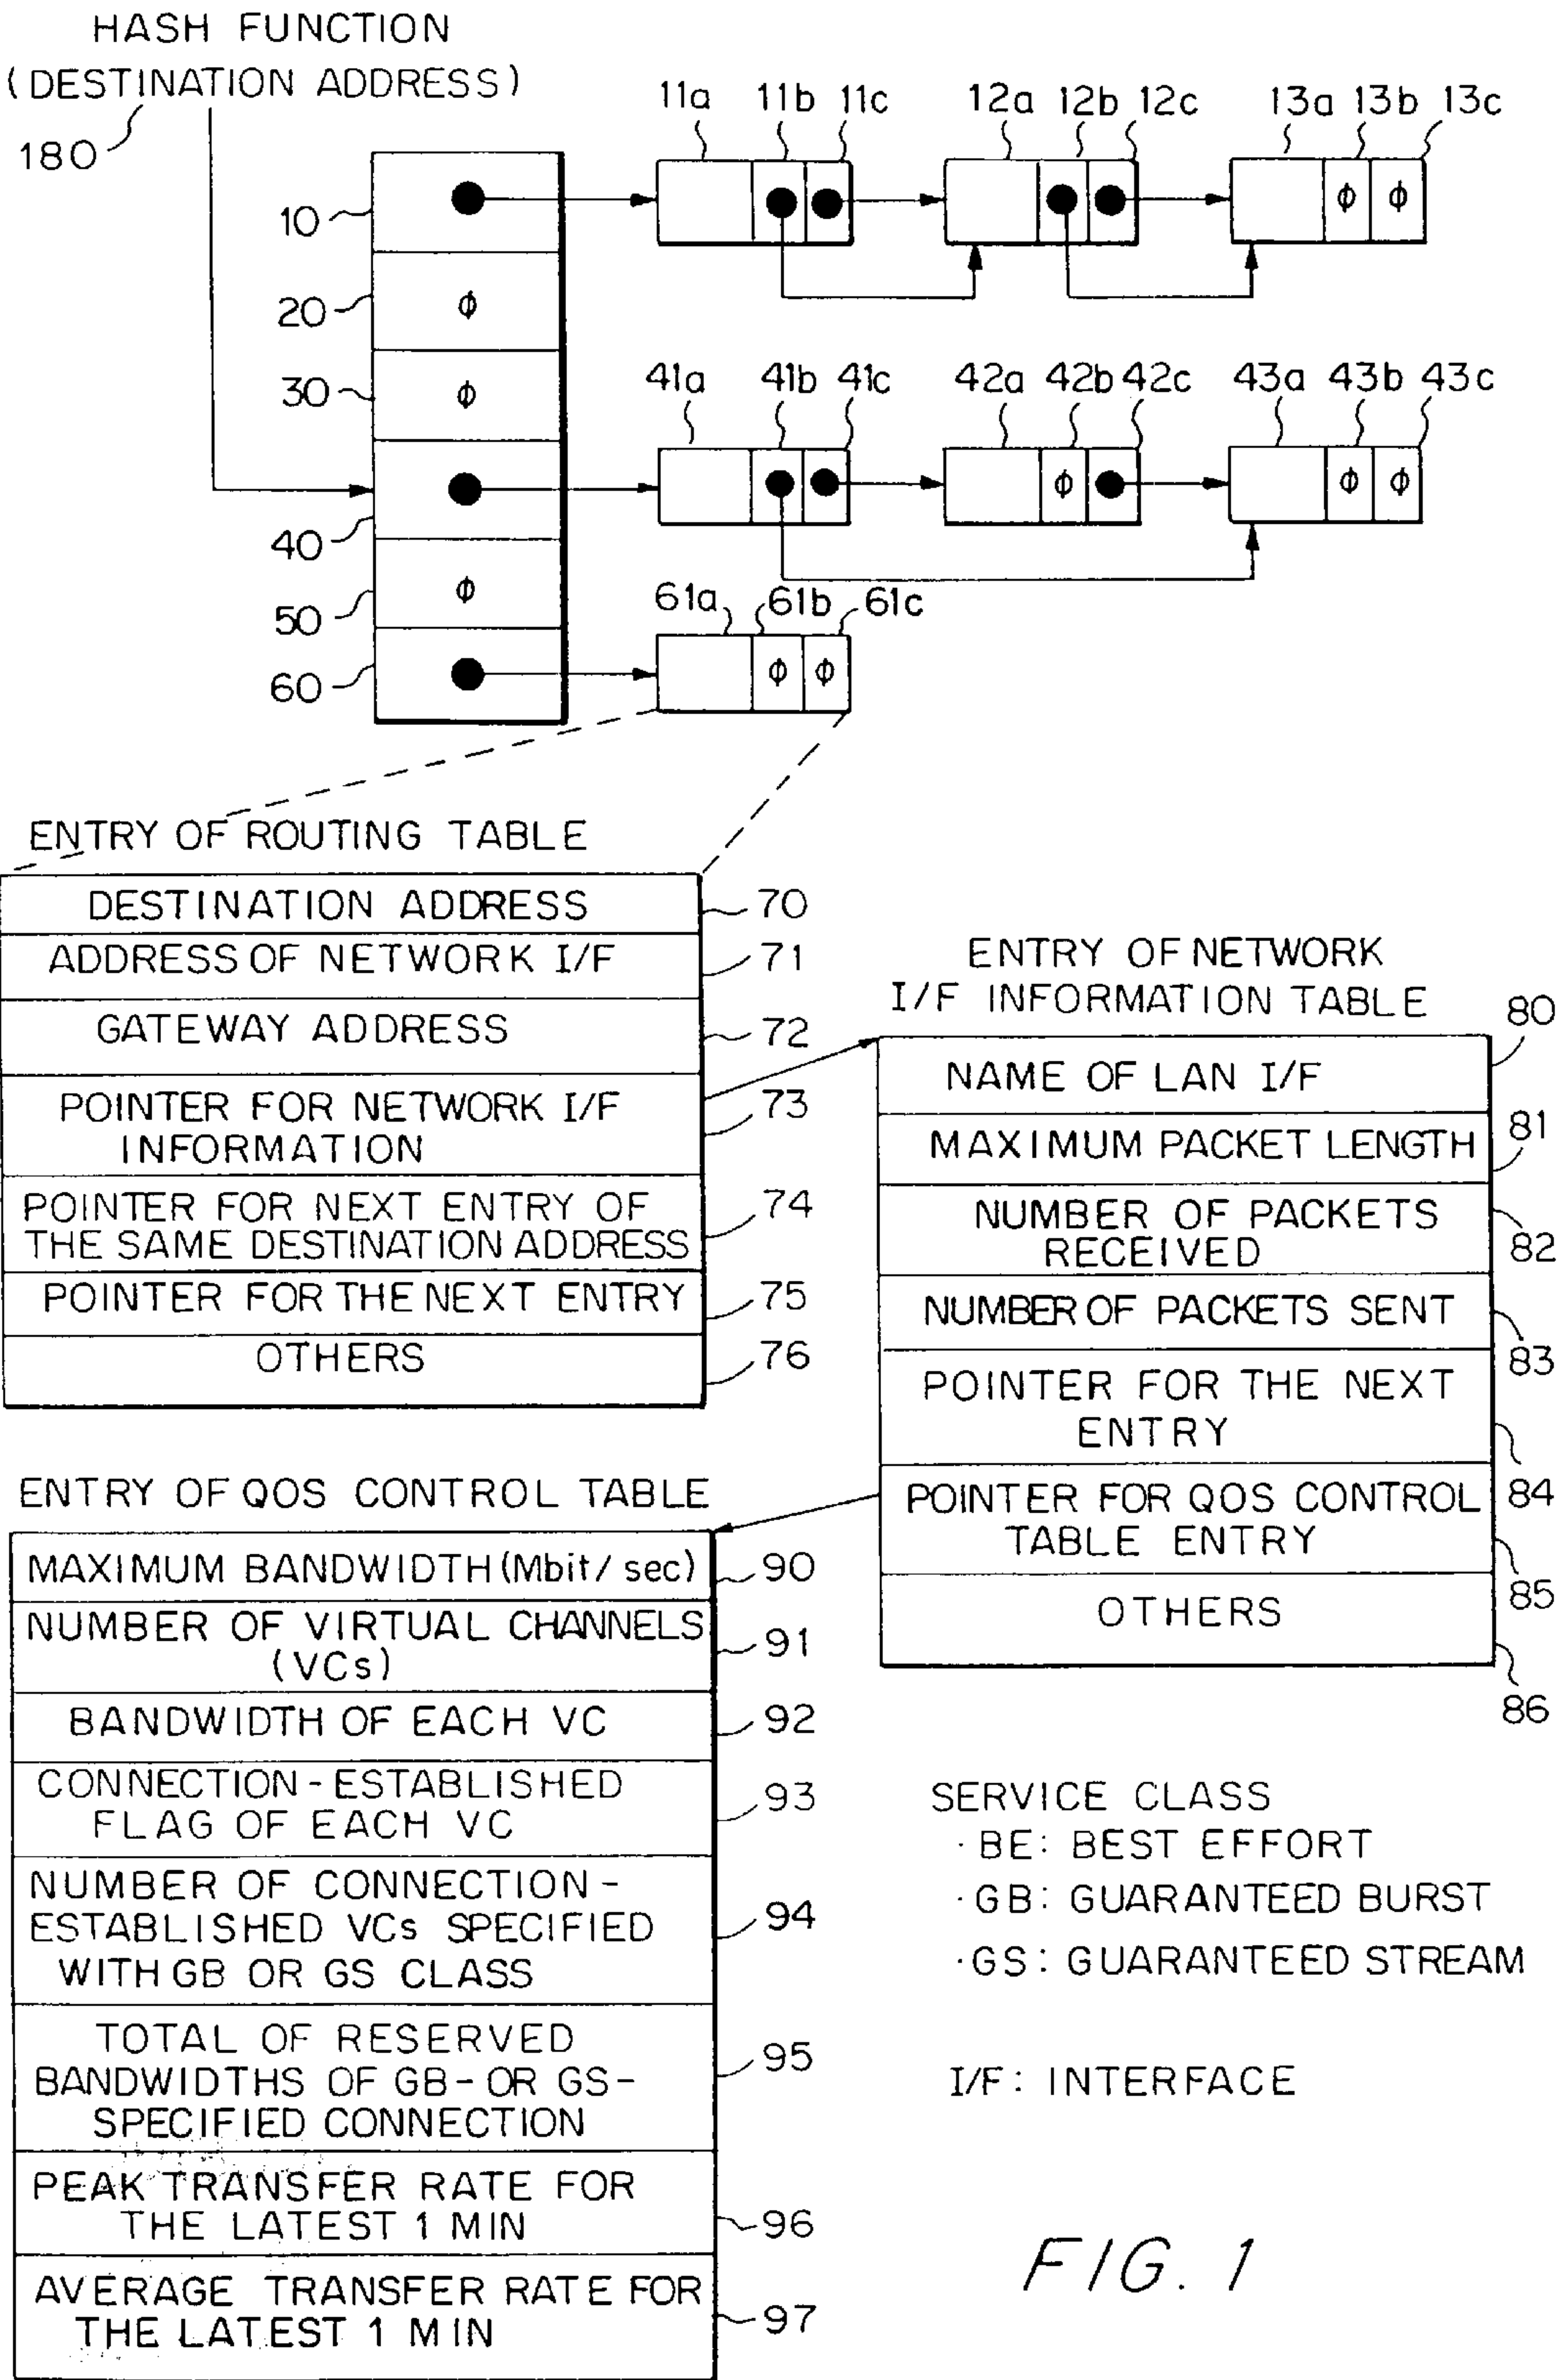 HASH FUNCTION
(DESTINATION ADDRESS)
180
11a 11b 11c 12a 12b 12c 13a 13b 13c
10
ϕ ϕ
20 ϕ
30 ϕ
41a 41b 41c 42a 42b 42c 43a 43b 43c
ϕ ϕ ϕ
40
50 ϕ
61a 61b 61c
60 ϕ ϕ
ENTRY OF ROUTING TABLE
DESTINATION ADDRESS 70
ADDRESS OF NETWORK I/F 71
GATEWAY ADDRESS 72
POINTER FOR NETWORK I/F
INFORMATION 73
POINTER FOR NEXT ENTRY OF
THE SAME DESTINATION ADDRESS 74
POINTER FOR THE NEXT ENTRY 75
OTHERS 76
ENTRY OF NETWORK
I/F INFORMATION TABLE
NAME OF LAN I/F 80
MAXIMUM PACKET LENGTH 81
NUMBER OF PACKETS
RECEIVED 82
NUMBER OF PACKETS SENT 83
POINTER FOR THE NEXT
ENTRY 84
POINTER FOR QOS CONTROL
TABLE ENTRY 85
OTHERS 86
ENTRY OF QOS CONTROL TABLE
MAXIMUM BANDWIDTH (Mbit/sec) 90
NUMBER OF VIRTUAL CHANNELS
(VCs) 91
BANDWIDTH OF EACH VC 92
CONNECTION-ESTABLISHED
FLAG OF EACH VC 93
NUMBER OF CONNECTION-
ESTABLISHED VCs SPECIFIED
WITH GB OR GS CLASS 94
TOTAL OF RESERVED
BANDWIDTHS OF GB- OR GS-
SPECIFIED CONNECTION 95
PEAK TRANSFER RATE FOR
THE LATEST 1 MIN 96
AVERAGE TRANSFER RATE FOR
THE LATEST 1 MIN 97
SERVICE CLASS
· BE: BEST EFFORT
· GB: GUARANTEED BURST
· GS: GUARANTEED STREAM
I/F: INTERFACE
FIG. 1